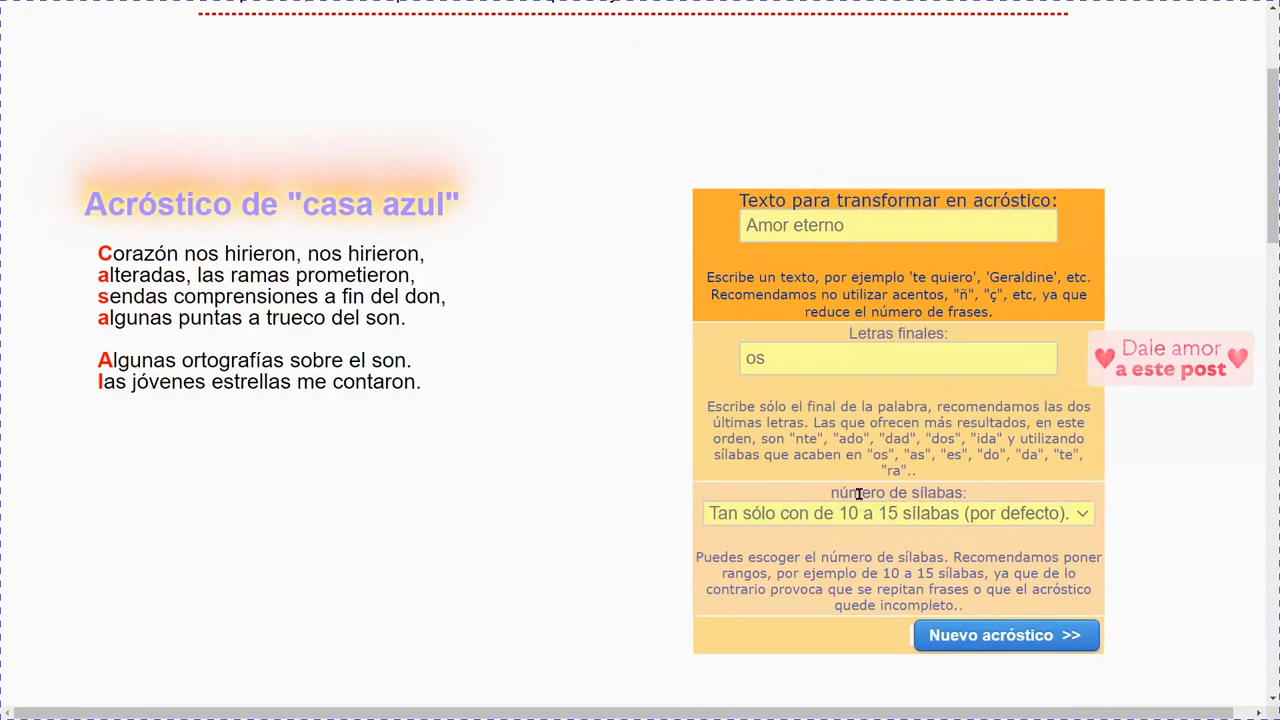 Acróstico de "casa azul"
Corazón nos hirieron, nos hirieron,
alteradas, las ramas prometieron,
sendas comprensiones a fin del don,
algunas puntas a trueco del son.
Algunas ortografías sobre el son.
las jóvenes estrellas me contaron.
Texto para transformar en acróstico:
Amor eterno
Escribe un texto, por ejemplo 'te quiero', 'Geraldine', etc.
Recomendamos no utilizar acentos, "ñ", "ç", etc, ya que
reduce el número de frases.
Letras finales:
os
Escribe sólo el final de la palabra, recomendamos las dos
últimas letras. Las que ofrecen más resultados, en este
orden, son "nte", "ado", "dad", "dos", "ida" y utilizando
sílabas que acaben en "os", "as", "es", "do", "da", "te",
"ra"..
número de sílabas:
Tan sólo con de 10 a 15 sílabas (por defecto).
Puedes escoger el número de sílabas. Recomendamos poner
rangos, por ejemplo de 10 a 15 sílabas, ya que de lo
contrario provoca que se repitan frases o que el acróstico
quede incompleto..
Nuevo acróstico >>
Dale amor
a este post